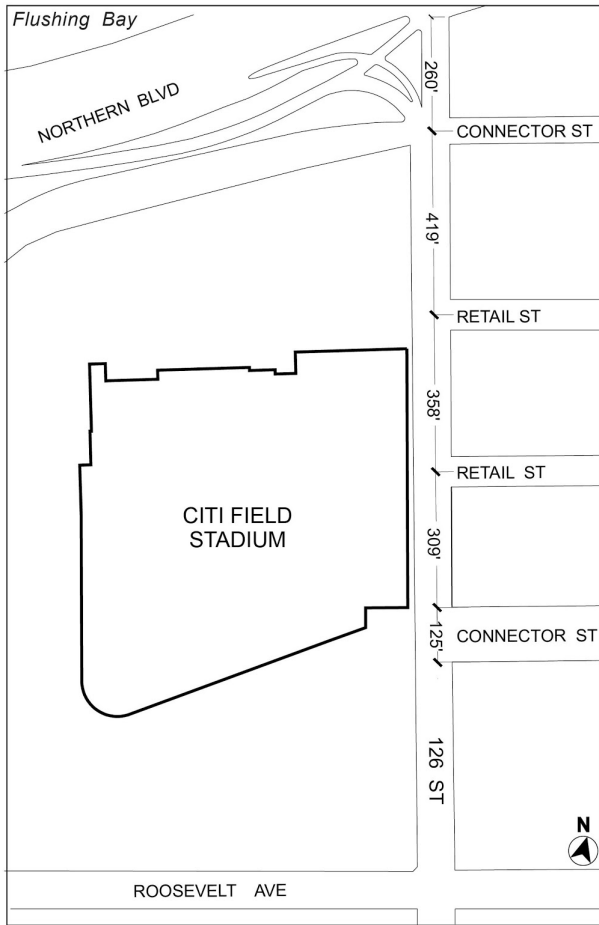 Flushing Bay
NORTHERN BLVD
260'
CONNECTOR ST
419'
RETAIL ST
358'
RETAIL ST
CITI FIELD
STADIUM
309'
125'
CONNECTOR ST
126 ST
N
ROOSEVELT AVE